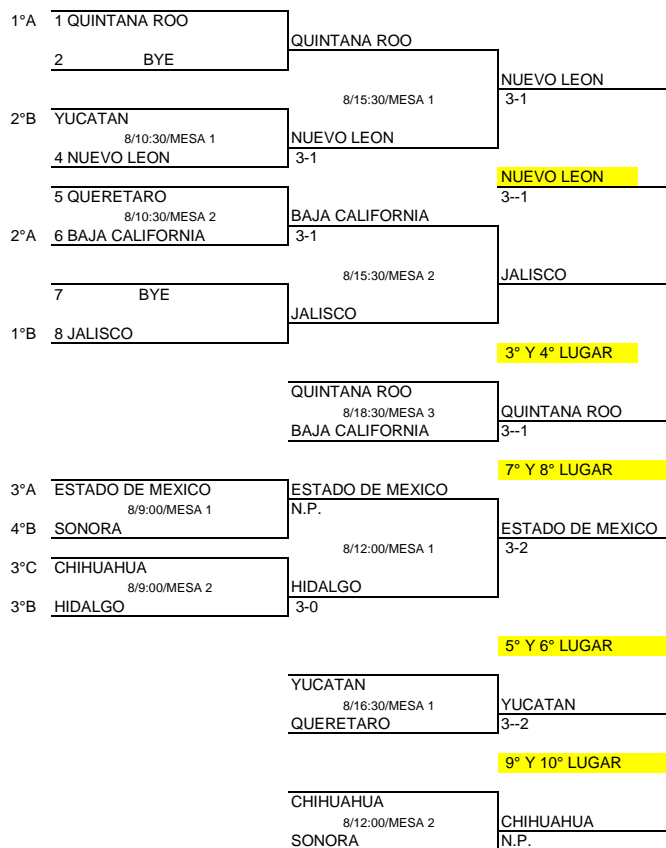 1°A 1 QUINTANA ROO
QUINTANA ROO
2 BYE
NUEVO LEON
8/15:30/MESA 1 3-1
2°B YUCATAN
8/10:30/MESA 1 NUEVO LEON
4 NUEVO LEON 3-1
NUEVO LEON
5 QUERETARO 3--1
8/10:30/MESA 2 BAJA CALIFORNIA
2°A 6 BAJA CALIFORNIA 3-1
8/15:30/MESA 2 JALISCO
7 BYE
JALISCO
1°B 8 JALISCO
3° Y 4° LUGAR
QUINTANA ROO
8/18:30/MESA 3 QUINTANA ROO
BAJA CALIFORNIA 3--1
7° Y 8° LUGAR
3°A ESTADO DE MEXICO ESTADO DE MEXICO
8/9:00/MESA 1 N.P.
4°B SONORA ESTADO DE MEXICO
8/12:00/MESA 1 3-2
3°C CHIHUAHUA
8/9:00/MESA 2 HIDALGO
3°B HIDALGO 3-0
5° Y 6° LUGAR
YUCATAN
8/16:30/MESA 1 YUCATAN
QUERETARO 3--2
9° Y 10° LUGAR
CHIHUAHUA
8/12:00/MESA 2 CHIHUAHUA
SONORA N.P.